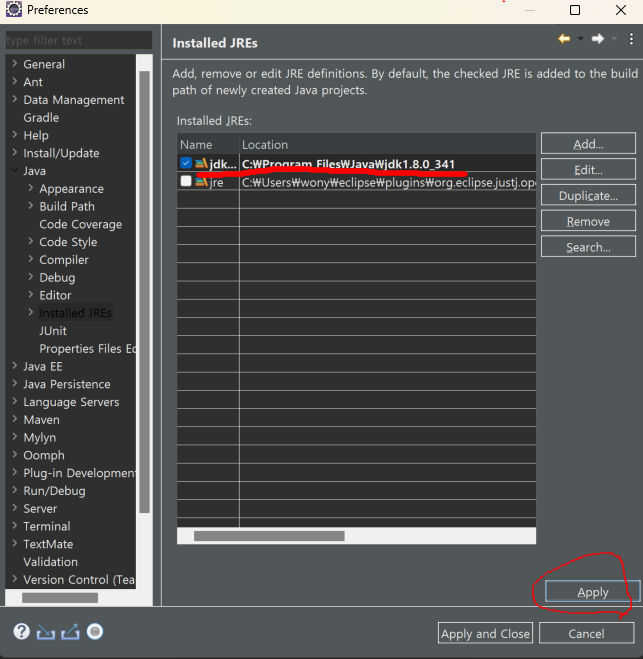 Preferences
type filter text
General
Ant
Data Management
Gradle
Help
Install/Update
Java
Appearance
Build Path
Code Coverage
Code Style
Compiler
Debug
Editor
Installed JREs
JUnit
Properties Files Ed
Java EE
Java Persistence
Language Servers
Maven
Mylyn
Oomph
Plug-in Development
Run/Debug
Server
Terminal
TextMate
Validation
Version Control (Tea
Installed JREs
Add, remove or edit JRE definitions. By default, the checked JRE is added to the build
path of newly created Java projects.
Installed JREs:
Name Location
jdk... C:₩Program Files₩Java₩jdk1.8.0_341
jre C:₩Users₩wony₩eclipse₩plugins₩org.eclipse.justj.ope
Add...
Edit...
Duplicate...
Remove
Search...
Apply
Apply and Close
Cancel